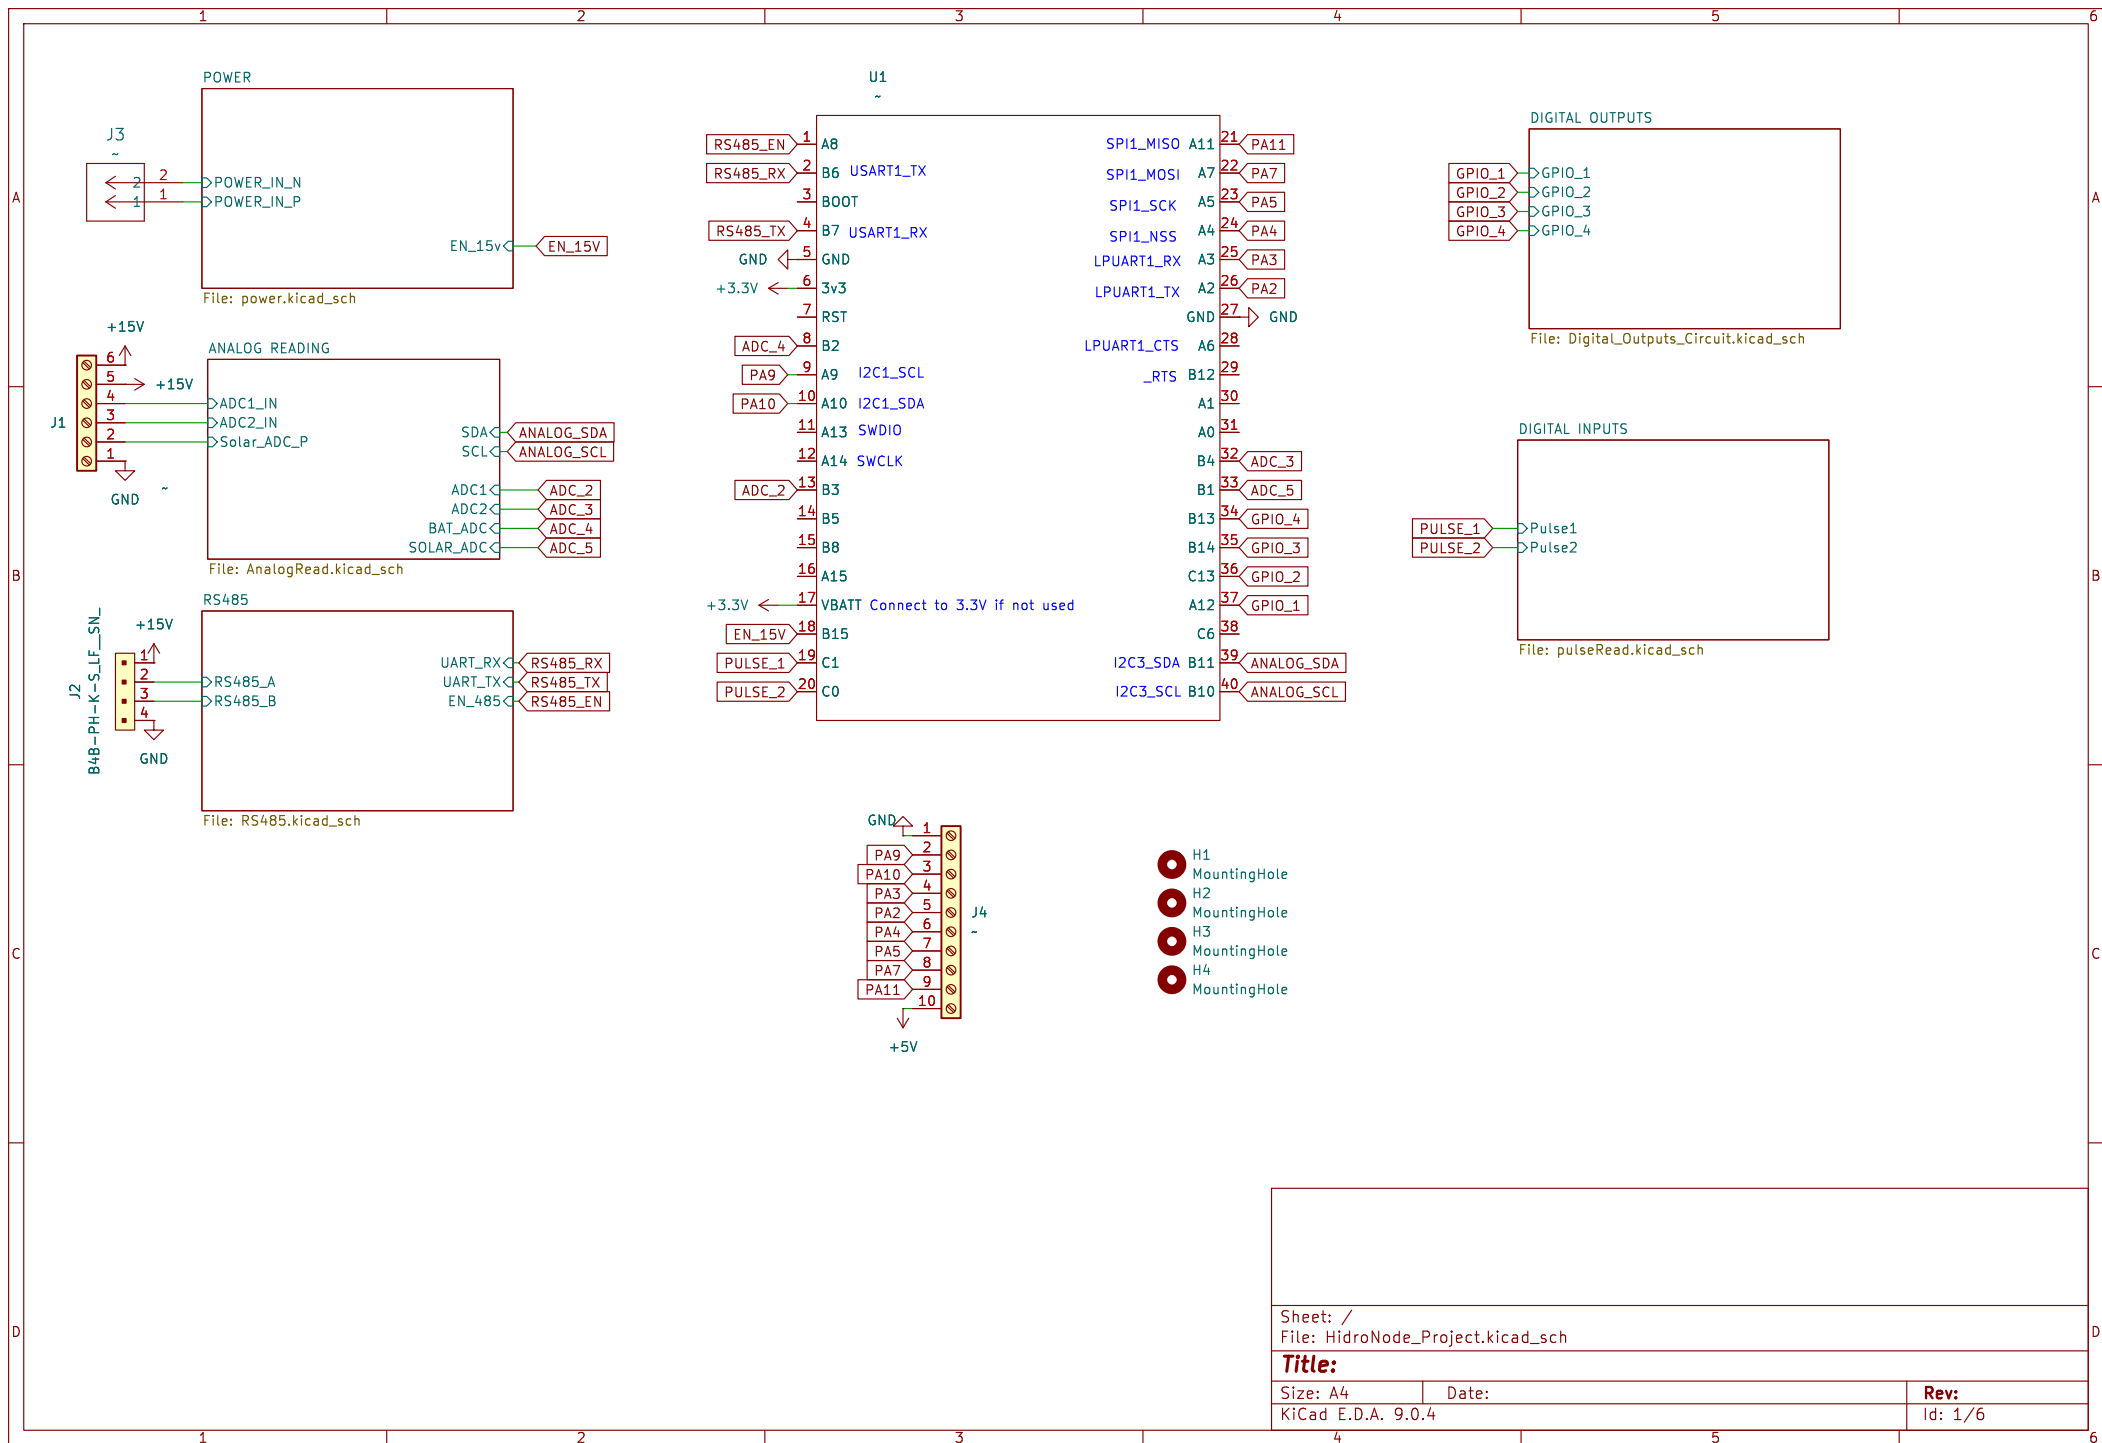 1 2 3 4 5 6
A
B
C
D
POWER
J3
~
2 2 POWER_IN_N
1 1 POWER_IN_P
EN_15v EN_15V
File: power.kicad_sch
+15V
ANALOG READING
6
5 +15V
4 ADC1_IN
J1
3 ADC2_IN
2 Solar_ADC_P
1
GND
~
SDA ANALOG_SDA
SCL ANALOG_SCL
ADC1 ADC_2
ADC2 ADC_3
BAT_ADC ADC_4
SOLAR_ADC ADC_5
File: AnalogRead.kicad_sch
RS485
+15V
J2
B4B-PH-K-S_LF__SN_
1
2 RS485_A
3 RS485_B
4
GND
UART_RX RS485_RX
UART_TX RS485_TX
EN_485 RS485_EN
File: RS485.kicad_sch
U1
~
RS485_EN 1 A8
RS485_RX 2 B6 USART1_TX
3 BOOT
RS485_TX 4 B7 USART1_RX
GND 5 GND
+3.3V 6 3v3
7 RST
ADC_4 8 B2
PA9 9 A9 I2C1_SCL
PA10 10 A10 I2C1_SDA
11 A13 SWDIO
12 A14 SWCLK
ADC_2 13 B3
14 B5
15 B8
16 A15
+3.3V 17 VBATT Connect to 3.3V if not used
EN_15V 18 B15
PULSE_1 19 C1
PULSE_2 20 C0
SPI1_MISO A11 21 PA11
SPI1_MOSI A7 22 PA7
SPI1_SCK A5 23 PA5
SPI1_NSS A4 24 PA4
LPUART1_RX A3 25 PA3
LPUART1_TX A2 26 PA2
GND 27 GND
LPUART1_CTS A6 28
_RTS B12 29
A1 30
A0 31
B4 32 ADC_3
B1 33 ADC_5
B13 34 GPIO_4
B14 35 GPIO_3
C13 36 GPIO_2
A12 37 GPIO_1
C6 38
I2C3_SDA B11 39 ANALOG_SDA
I2C3_SCL B10 40 ANALOG_SCL
DIGITAL OUTPUTS
GPIO_1 GPIO_1
GPIO_2 GPIO_2
GPIO_3 GPIO_3
GPIO_4 GPIO_4
File: Digital_Outputs_Circuit.kicad_sch
DIGITAL INPUTS
PULSE_1 Pulse1
PULSE_2 Pulse2
File: pulseRead.kicad_sch
GND 1
PA9 2
PA10 3
PA3 4
PA2 5
PA4 6
PA5 7
PA7 8
PA11 9
10
+5V
J4
~
H1
MountingHole
H2
MountingHole
H3
MountingHole
H4
MountingHole
A
B
C
D
Sheet: /
File: HidroNode_Project.kicad_sch
Title:
Size: A4 Date: Rev:
KiCad E.D.A. 9.0.4 Id: 1/6
1 2 3 4 5 6